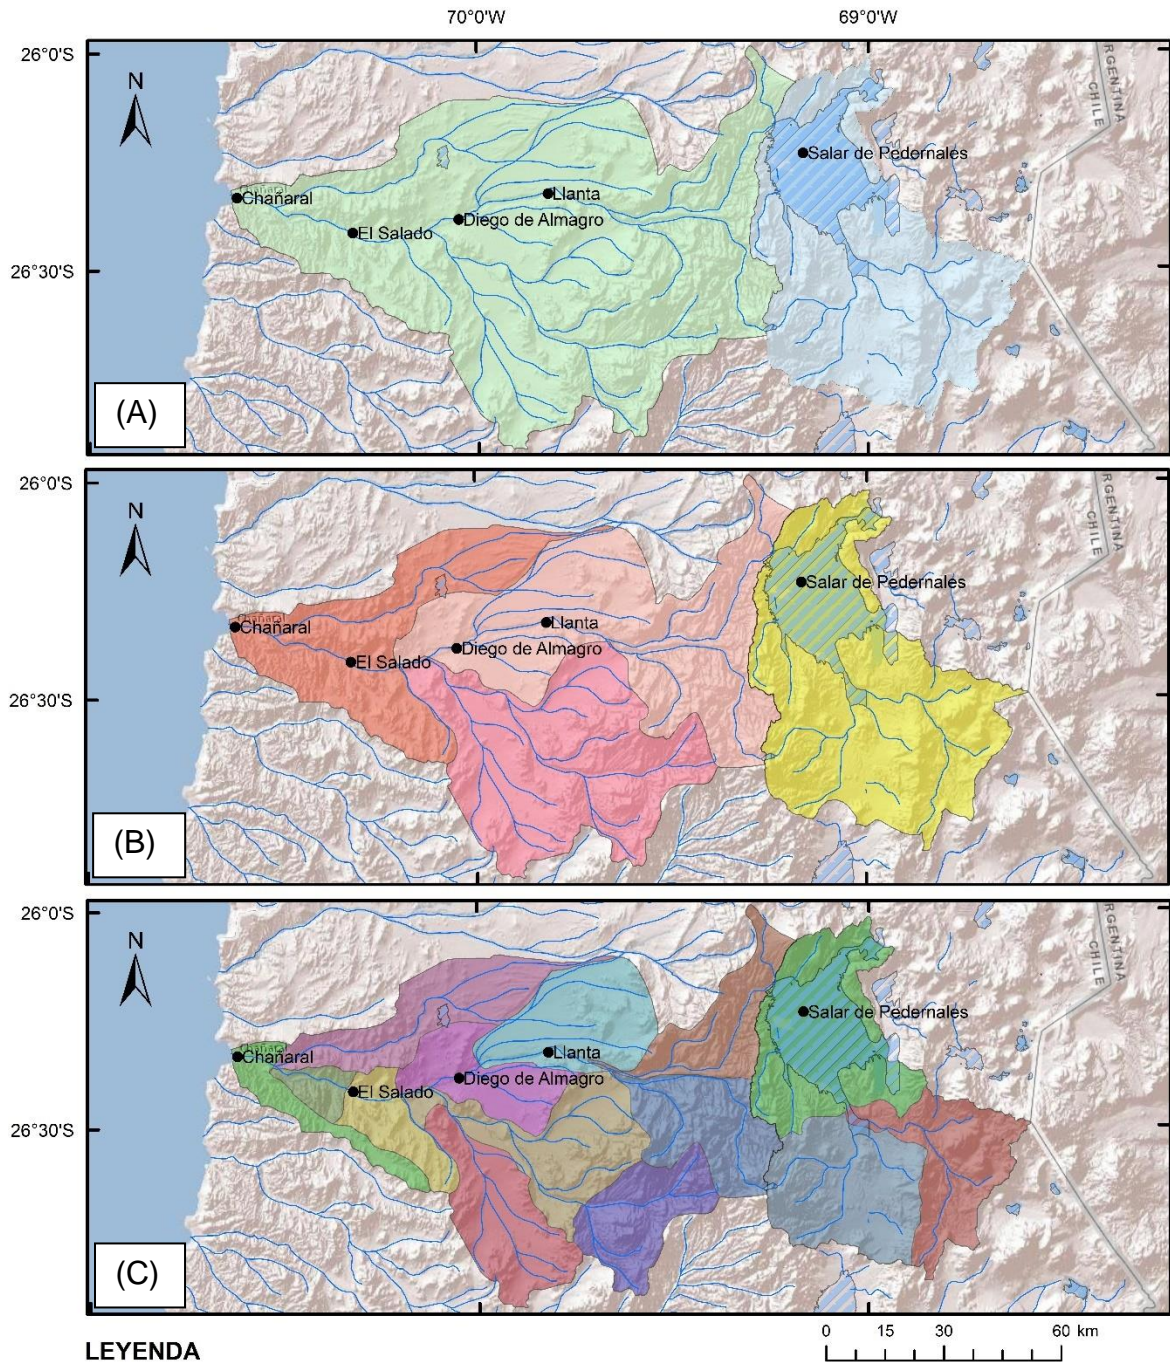 70°0'W 69°0'W
26°0'S
N
ARGENTINA
CHILE
Salar de Pedernales
Chañaral
Chañaral
Llanta
Diego de Almagro
El Salado
26°30'S
(A)
26°0'S
N
RGENTINA
CHILE
Salar de Pedernales
Chañaral
Chañaral
Llanta
Diego de Almagro
El Salado
26°30'S
(B)
26°0'S
N
RGENTINA
CHILE
Salar de Pedernales
Chañaral
Chañaral
Llanta
Diego de Almagro
El Salado
26°30'S
(C)
LEYENDA
0 15 30 60 km